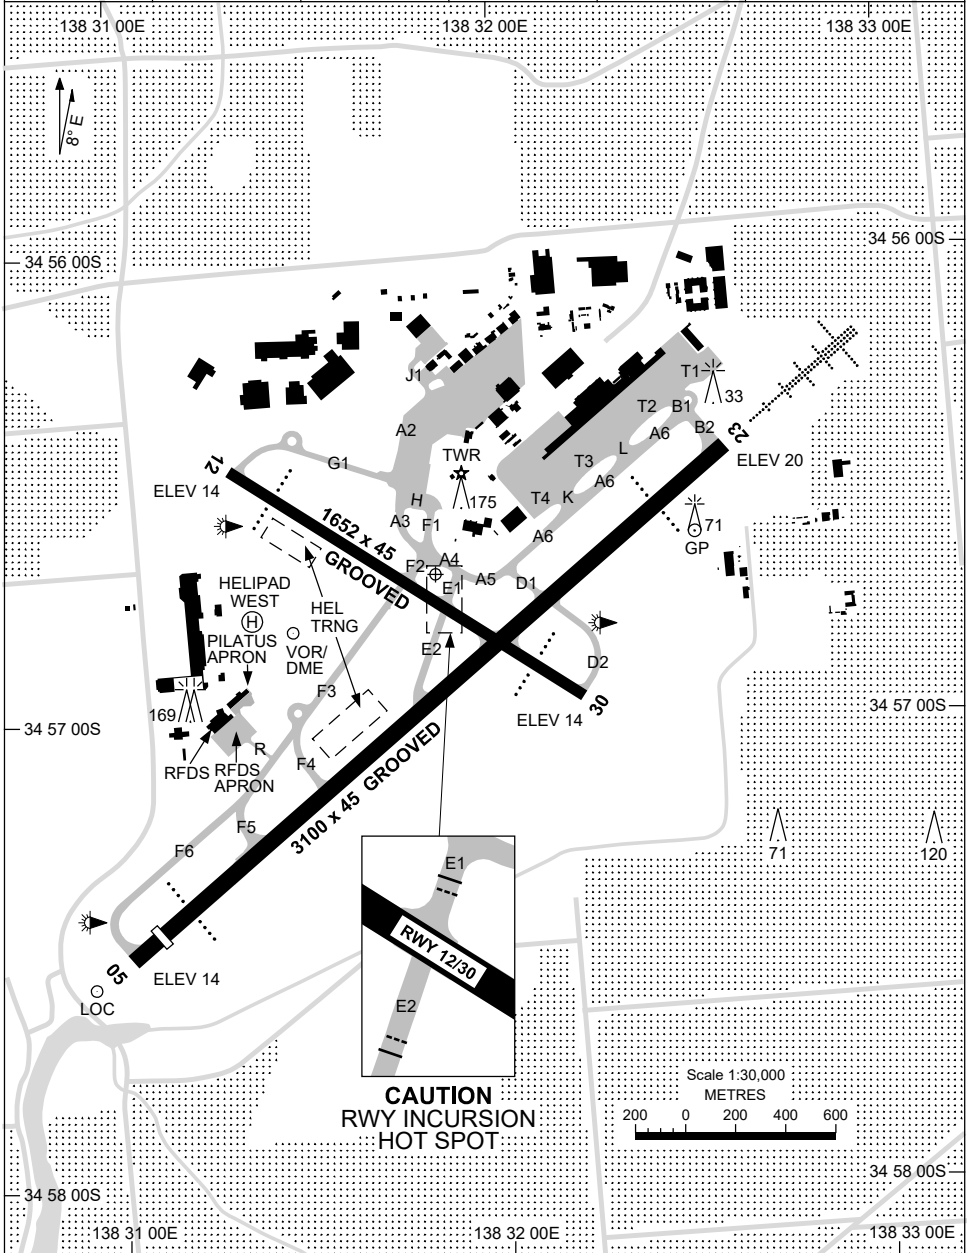 138 31 00E
138 32 00E
138 33 00E
8° E
34 56 00S
34 56 00S
J1
T1
33
T2
B1
A2
A6
B2
23
G1
TWR
L
ELEV 20
12
T3
ELEV 14
A6
H
175
T4
K
1652 x 45
GROOVED
A3
F1
71
A6
GP
F2
A4
A5
D1
E1
HELIPAD
WEST
H
HEL
TRNG
PILATUS
APRON
VOR/
DME
E2
D2
F3
169
30
ELEV 14
34 57 00S
34 57 00S
R
F4
RFDS
RFDS
APRON
3100 x 45 GROOVED
F5
F6
71
120
E1
RWY 12/30
E2
05
ELEV 14
LOC
CAUTION
RWY INCURSION
HOT SPOT
Scale 1:30,000
METRES
200 0 200 400 600
34 58 00S
34 58 00S
138 31 00E
138 32 00E
138 33 00E